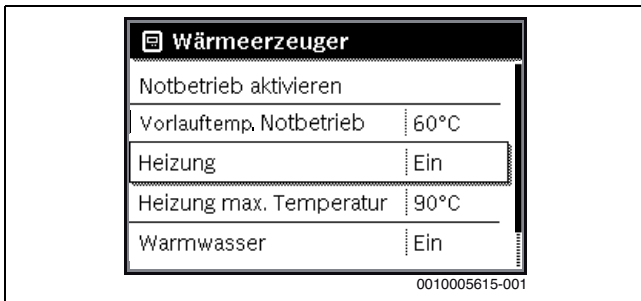 Wärmeerzeuger
Notbetrieb aktivieren
Vorlauftemp. Notbetrieb 60°C
Heizung Ein
Heizung max. Temperatur 90°C
Warmwasser Ein
0010005615-001